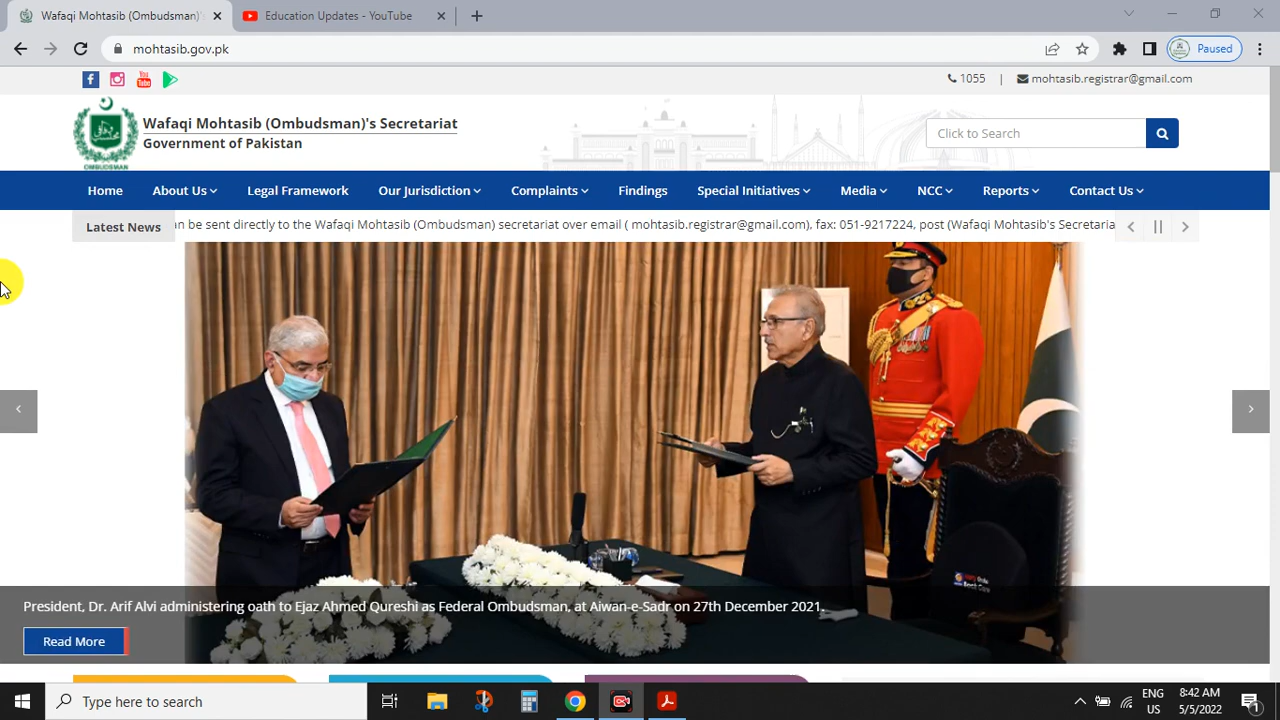 Wafaqi Mohtasib (Ombudsman)'s
Education Updates - YouTube
mohtasib.gov.pk
Paused
1055 | mohtasib.registrar@gmail.com
OMBUDSMAN
Wafaqi Mohtasib (Ombudsman)'s Secretariat
Government of Pakistan
Click to Search
Home About Us Legal Framework Our Jurisdiction Complaints Findings Special Initiatives Media NCC Reports Contact Us
Latest News
an be sent directly to the Wafaqi Mohtasib (Ombudsman) secretariat over email ( mohtasib.registrar@gmail.com), fax: 051-9217224, post (Wafaqi Mohtasib's Secretaria
President, Dr. Arif Alvi administering oath to Ejaz Ahmed Qureshi as Federal Ombudsman, at Aiwan-e-Sadr on 27th December 2021.
Read More
Type here to search
ENG
US
8:42 AM
5/5/2022